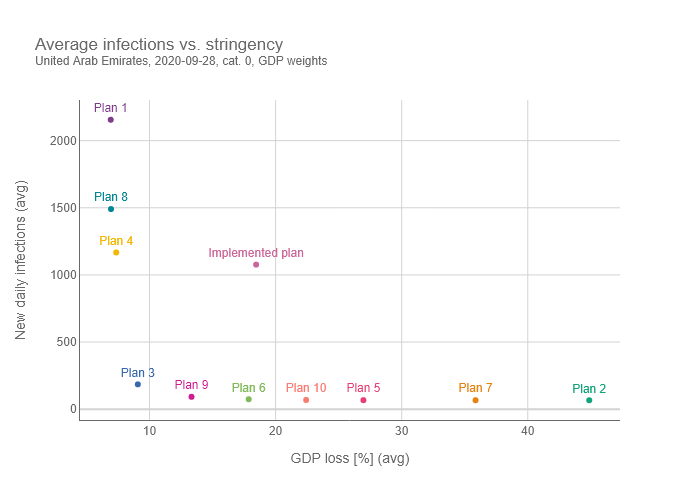 Average infections vs. stringency
United Arab Emirates, 2020-09-28, cat. 0, GDP weights
Plan 1
2000
Plan 8
1500
Plan 4
Implemented plan
1000
New daily infections (avg)
500
Plan 3
Plan 9
Plan 6
Plan 10
Plan 5
Plan 7
Plan 2
0
10
20
30
40
GDP loss [%] (avg)